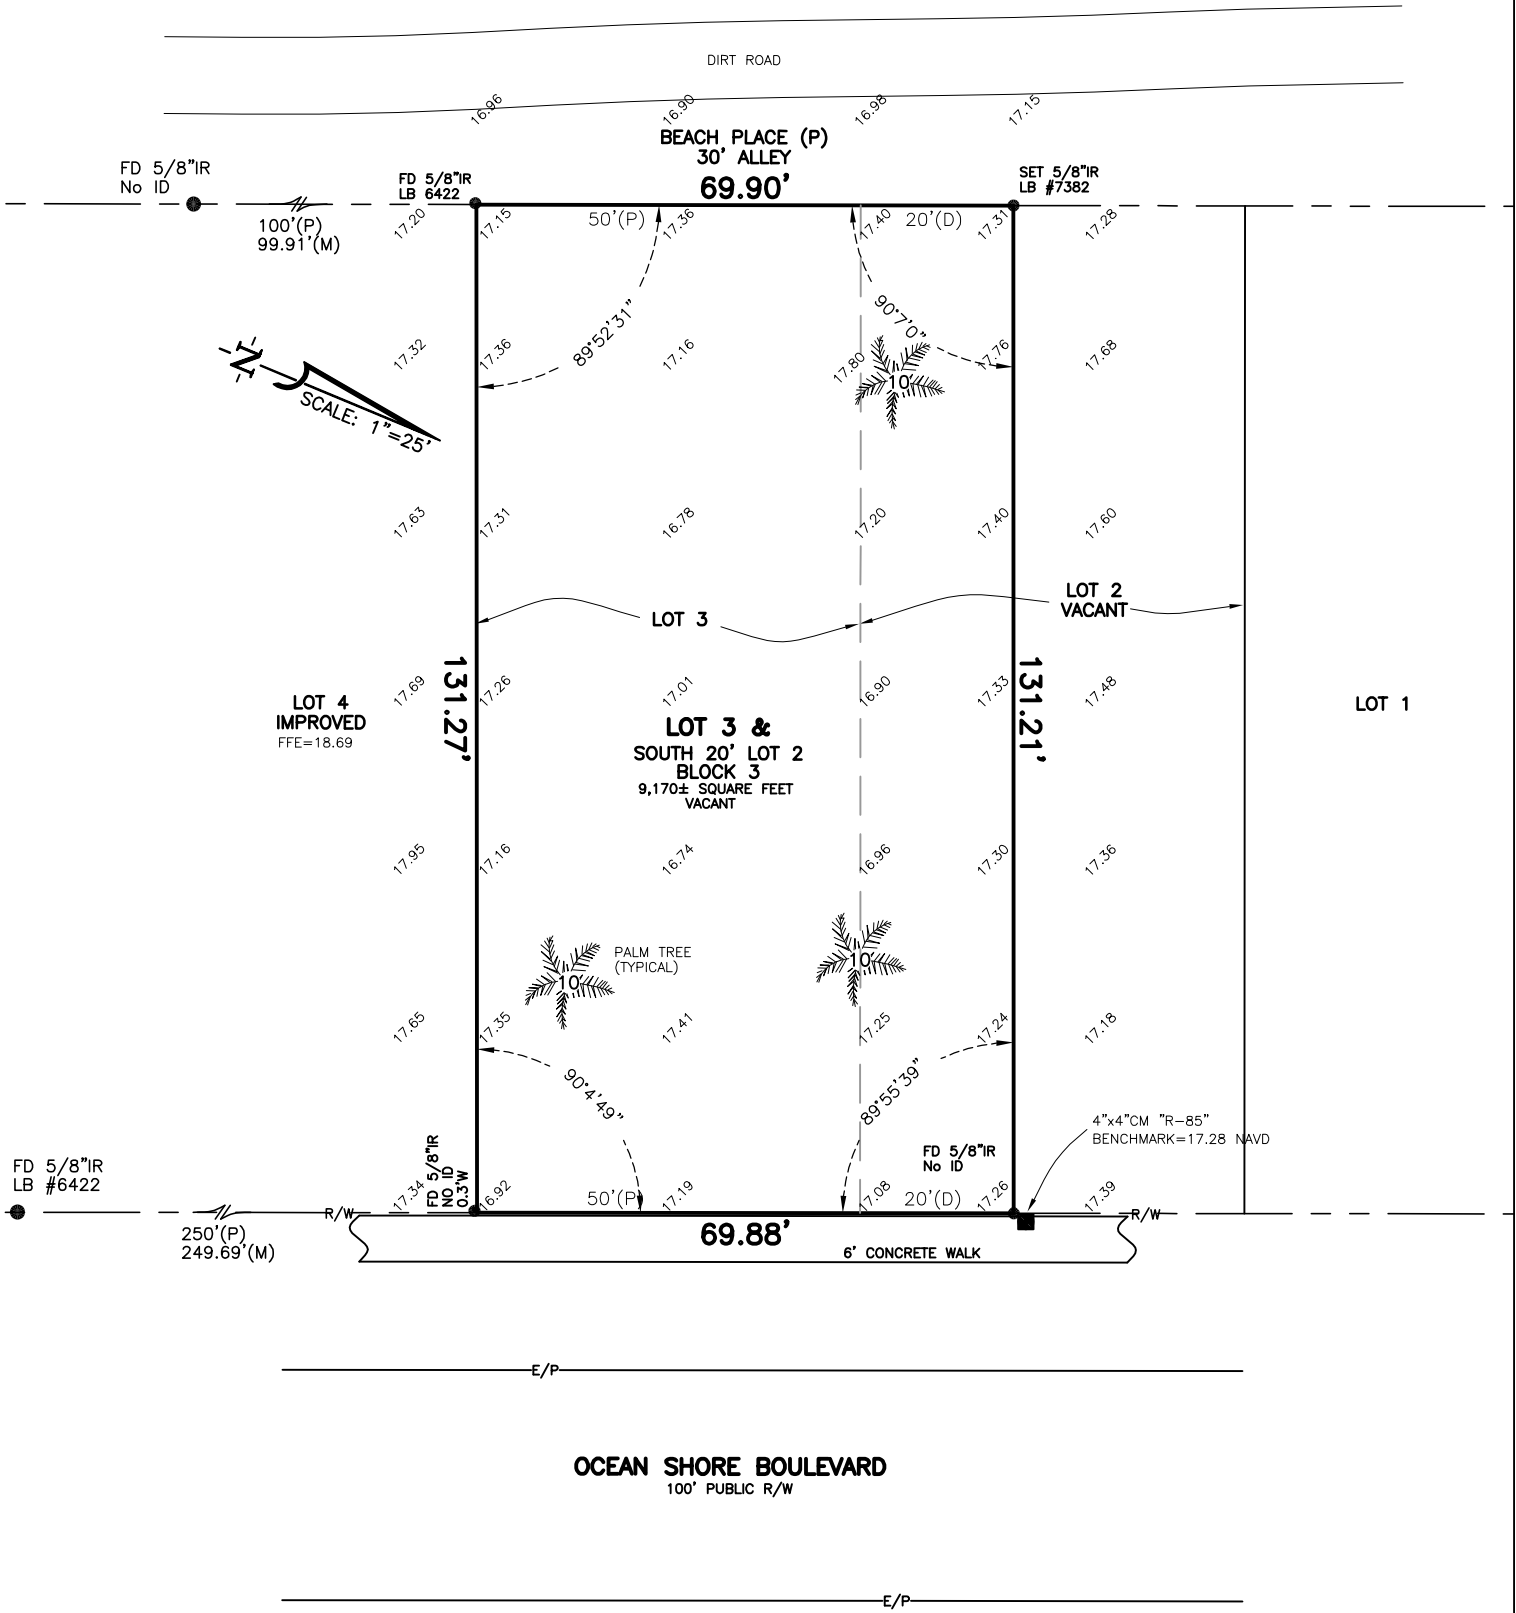 DIRT ROAD
16.96
16.90
16.98
17.15
BEACH PLACE (P)
30' ALLEY
69.90'
FD 5/8"IR
No ID
FD 5/8"IR
LB 6422
SET 5/8"IR
LB #7382
100'(P)
99.91'(M)
17.20
17.15
50'(P)
17.36
17.40
20'(D)
17.31
17.28
89°52'31"
90°7'0"
-N-
SCALE: 1"=25'
17.32
17.36
17.16
17.80
17.76
17.68
10'
17.63
17.31
16.78
17.20
17.40
17.60
LOT 3
LOT 2
VACANT
131.27'
131.21'
17.69
17.26
17.01
16.90
17.33
17.48
LOT 4
IMPROVED
FFE=18.69
LOT 1
LOT 3 &
SOUTH 20' LOT 2
BLOCK 3
9,170± SQUARE FEET
VACANT
17.95
17.16
16.74
16.96
17.30
17.36
PALM TREE
(TYPICAL)
10'
10'
17.65
17.35
17.41
17.25
17.24
17.18
90°4'49"
89°55'39"
4"x4"CM "R-85"
BENCHMARK=17.28 NAVD
FD 5/8"IR
No ID
FD 5/8"IR
NO ID
0.3'W
FD 5/8"IR
LB #6422
17.34
16.92
50'(P)
17.19
17.08
20'(D)
17.26
17.39
R/W
R/W
250'(P)
249.69'(M)
69.88'
6' CONCRETE WALK
E/P
OCEAN SHORE BOULEVARD
100' PUBLIC R/W
E/P